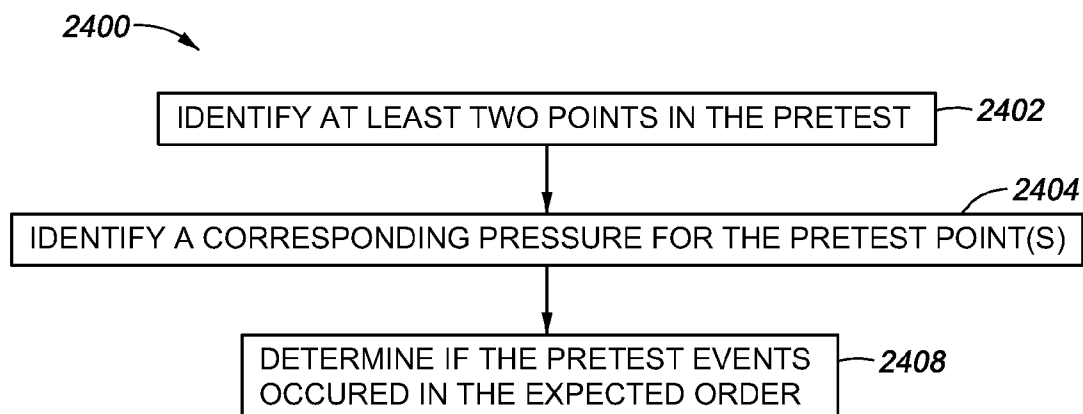 2400
IDENTIFY AT LEAST TWO POINTS IN THE PRETEST
2402
2404
IDENTIFY A CORRESPONDING PRESSURE FOR THE PRETEST POINT(S)
DETERMINE IF THE PRETEST EVENTS
OCCURED IN THE EXPECTED ORDER
2408